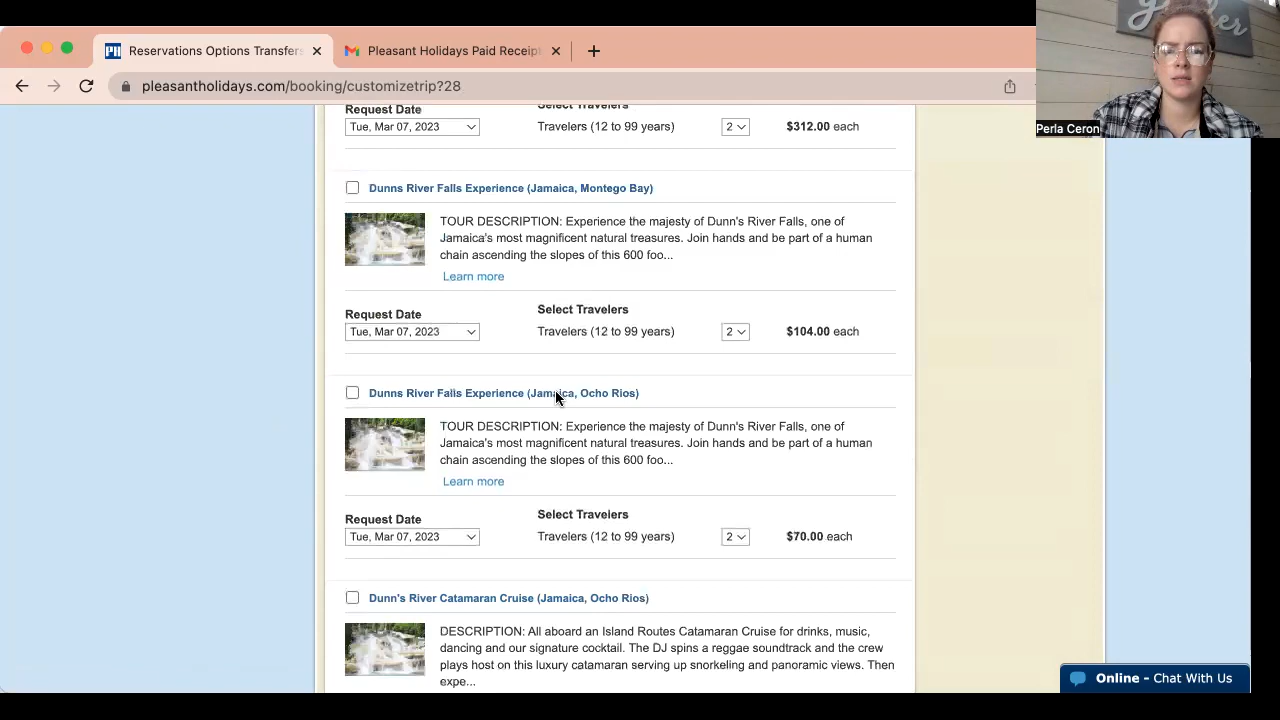 Reservations Options Transfers
Pleasant Holidays Paid Receipt
pleasantholidays.com/booking/customizetrip?28
Perla Ceron
Request Date
Select Travelers
Tue, Mar 07, 2023
Travelers (12 to 99 years)
2
$312.00 each
Dunns River Falls Experience (Jamaica, Montego Bay)
TOUR DESCRIPTION: Experience the majesty of Dunn's River Falls, one of
Jamaica's most magnificent natural treasures. Join hands and be part of a human
chain ascending the slopes of this 600 foo...
Learn more
Request Date
Select Travelers
Tue, Mar 07, 2023
Travelers (12 to 99 years)
2
$104.00 each
Dunns River Falls Experience (Jamaica, Ocho Rios)
TOUR DESCRIPTION: Experience the majesty of Dunn's River Falls, one of
Jamaica's most magnificent natural treasures. Join hands and be part of a human
chain ascending the slopes of this 600 foo...
Learn more
Request Date
Select Travelers
Tue, Mar 07, 2023
Travelers (12 to 99 years)
2
$70.00 each
Dunn's River Catamaran Cruise (Jamaica, Ocho Rios)
DESCRIPTION: All aboard an Island Routes Catamaran Cruise for drinks, music,
dancing and our signature cocktail. The DJ spins a reggae soundtrack and the crew
plays host on this luxury catamaran serving up snorkeling and panoramic views. Then
expe...
Online - Chat With Us